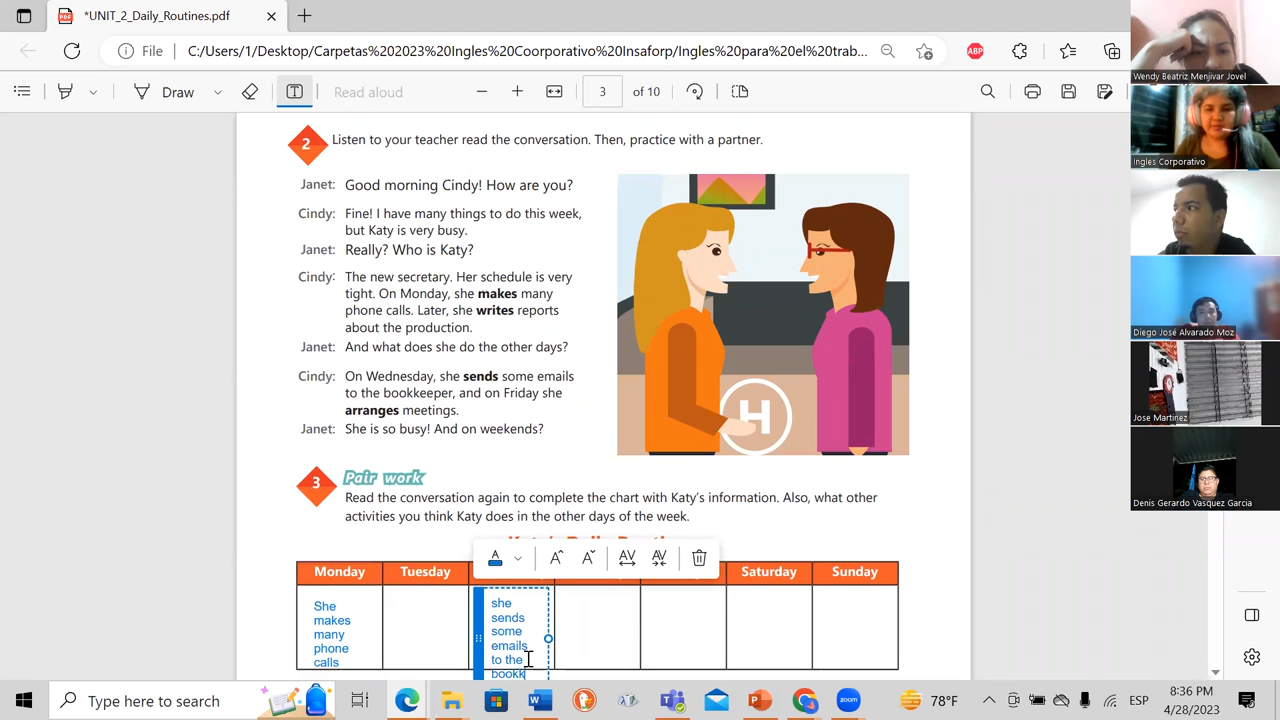 *UNIT_2_Daily_Routines.pdf
File
C:/Users/1/Desktop/Carpetas%202023%20Ingles%20Coorporativo%20Insaforp/Ingles%20para%20el%20trab...
ABP
Draw
Read aloud
3
of 10
2
Listen to your teacher read the conversation. Then, practice with a partner.
Janet: Good morning Cindy! How are you?
Cindy: Fine! I have many things to do this week,
but Katy is very busy.
Janet: Really? Who is Katy?
Cindy: The new secretary. Her schedule is very
tight. On Monday, she makes many
phone calls. Later, she writes reports
about the production.
Janet: And what does she do the other days?
Cindy: On Wednesday, she sends some emails
to the bookkeeper, and on Friday she
arranges meetings.
Janet: She is so busy! And on weekends?
H
3
Pair work
Read the conversation again to complete the chart with Katy's information. Also, what other
activities you think Katy does in the other days of the week.
Monday Tuesday Saturday Sunday
She
makes
many
phone
calls
she
sends
some
emails
to the
bookk
Wendy Beatriz Menjivar Jovel
Ingles Corporativo
Diego José Alvarado Moz
Jose Martinez
Denis Gerardo Vasquez Garcia
Type here to search
78°F
ESP
8:36 PM
4/28/2023